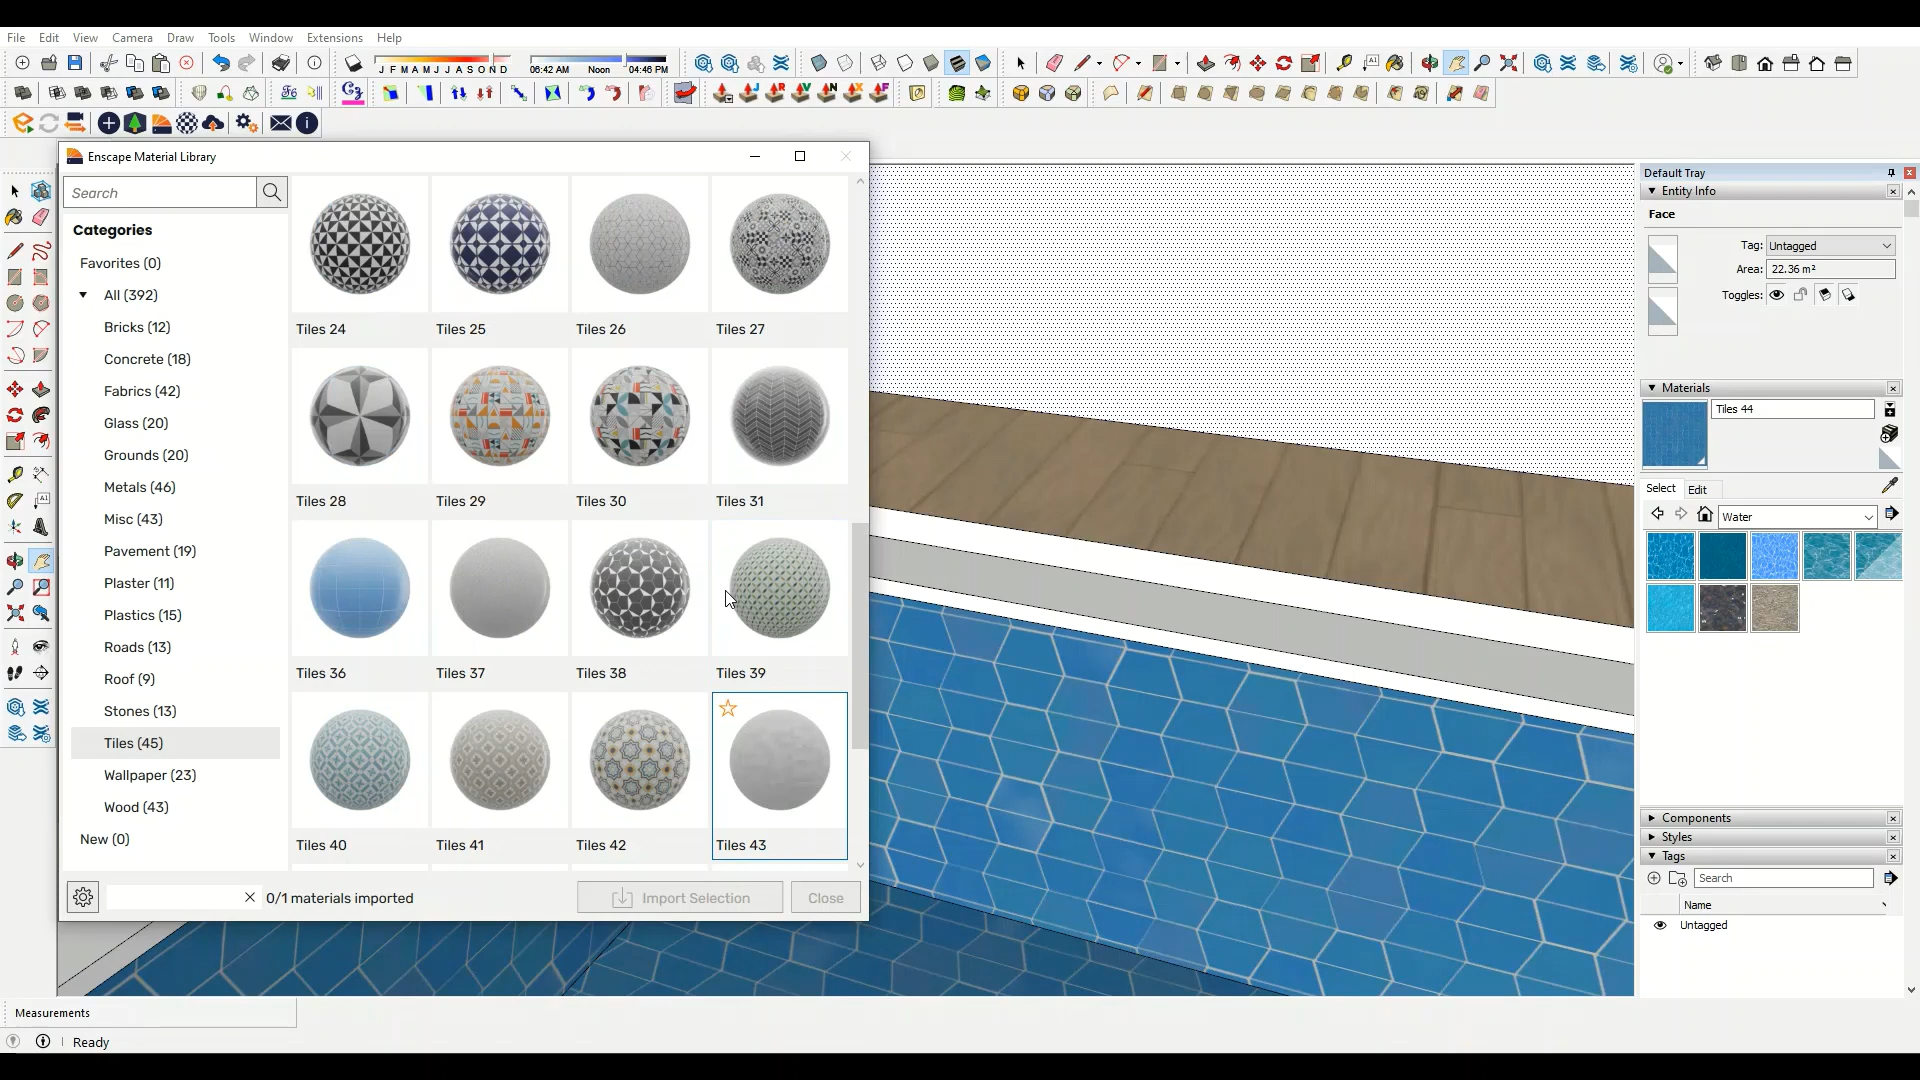 File Edit View Camera Draw Tools Window Extensions Help
J F M A M J J A S O N D 06:42 AM Noon 04:46 PM
Enscape Material Library
Search
Categories
Favorites (0)
All (392)
Bricks (12)
Concrete (18)
Fabrics (42)
Glass (20)
Grounds (20)
Metals (46)
Misc (43)
Pavement (19)
Plaster (11)
Plastics (15)
Roads (13)
Roof (9)
Stones (13)
Tiles (45)
Wallpaper (23)
Wood (43)
New (0)
Tiles 24 Tiles 25 Tiles 26 Tiles 27
Tiles 28 Tiles 29 Tiles 30 Tiles 31
Tiles 36 Tiles 37 Tiles 38 Tiles 39
Tiles 40 Tiles 41 Tiles 42 Tiles 43
0/1 materials imported
Import Selection
Close
Default Tray
Entity Info
Face
Tag: Untagged
Area: 22.36 m²
Toggles:
Materials
Tiles 44
Select Edit
Water
Components
Styles
Tags
Search
Name
Untagged
Measurements
Ready